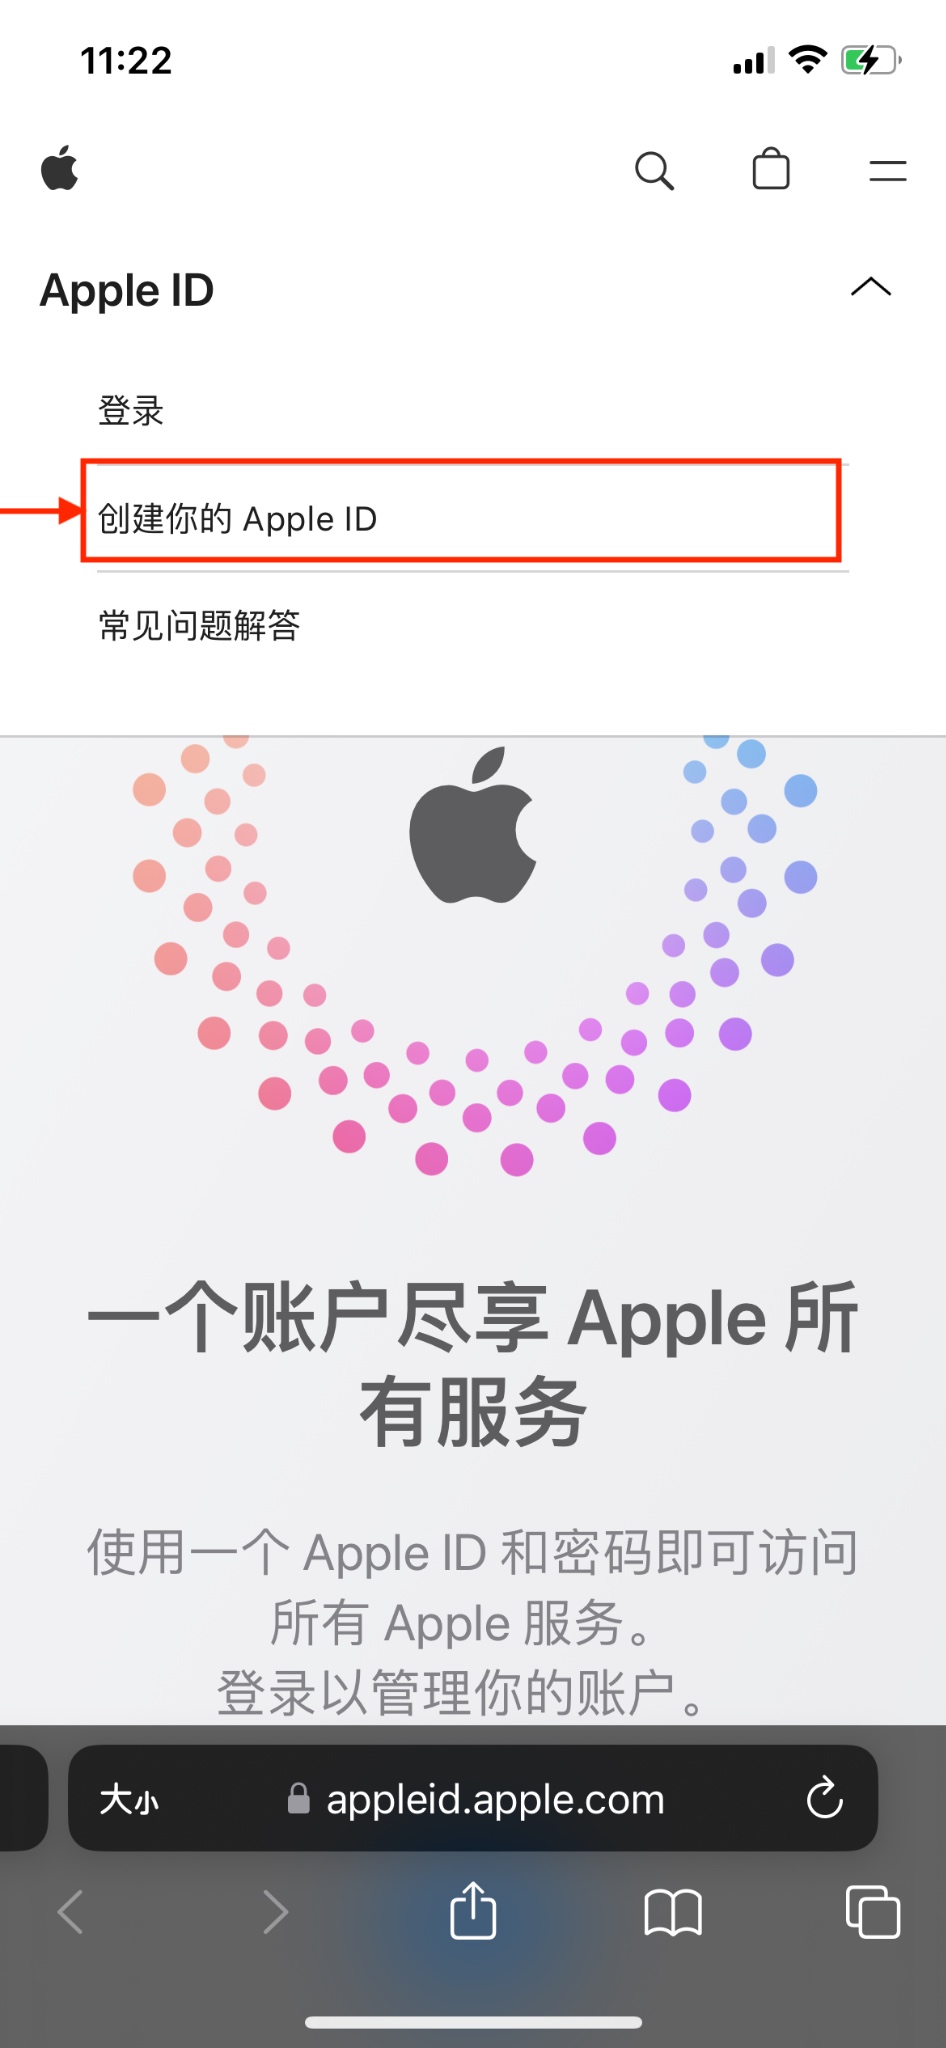 11:22
Apple ID
登录
创建你的 Apple ID
常见问题解答
一个账户尽享 Apple 所
有服务
使用一个 Apple ID 和密码即可访问
所有 Apple 服务。
登录以管理你的账户。
大小 appleid.apple.com